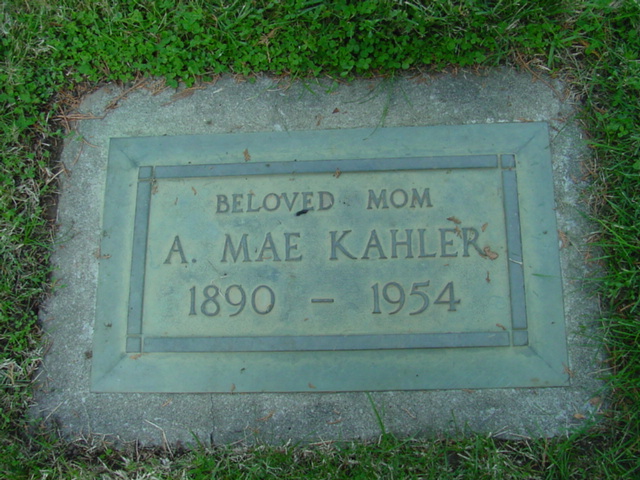 BELOVED MOM
A. MAE KAHLER
1890 – 1954